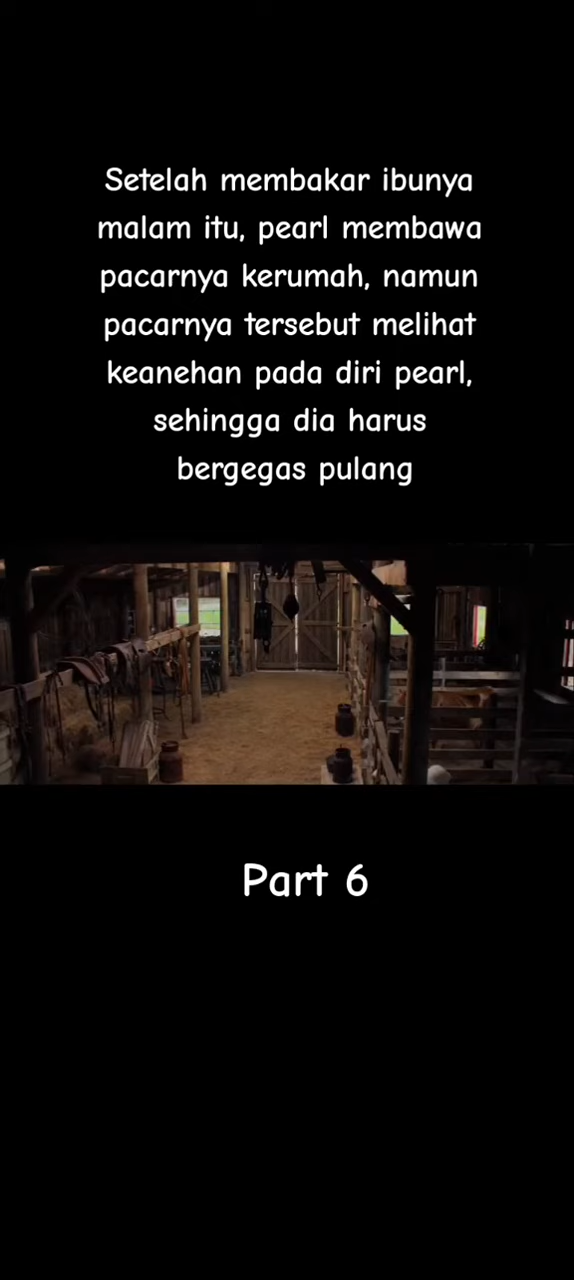 Setelah membakar ibunya
malam itu, pearl membawa
pacarnya kerumah, namun
pacarnya tersebut melihat
keanehan pada diri pearl,
sehingga dia harus
bergegas pulang
Part 6